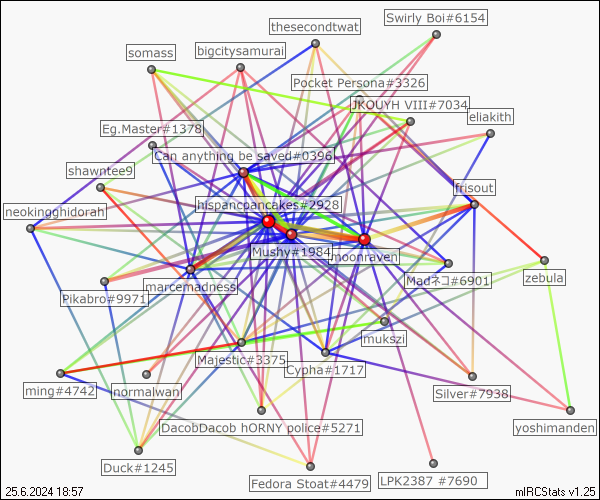 thesecondtwat
Swirly Boi#6154
somass
bigcitysamurai
Pocket Persona#3326
JKOUYH VIII#7034
eliakith
Eg.Master#1378
Can anything be saved#0396
shawntee9
frisout
hispancpancakes#2928
neokingghidorah
Mushy#1984
moonraven
zebula
Madネコ#6901
marcemadness
Pikabro#9971
mukszi
Majestic#3375
Cypha#1717
ming#4742
normalwan
Silver#7938
DacobDacob hORNY police#5271
yoshimanden
Duck#1245
Fedora Stoat#4479
LPK2387 #7690
25.6.2024 18:57
mIRCStats v1.25